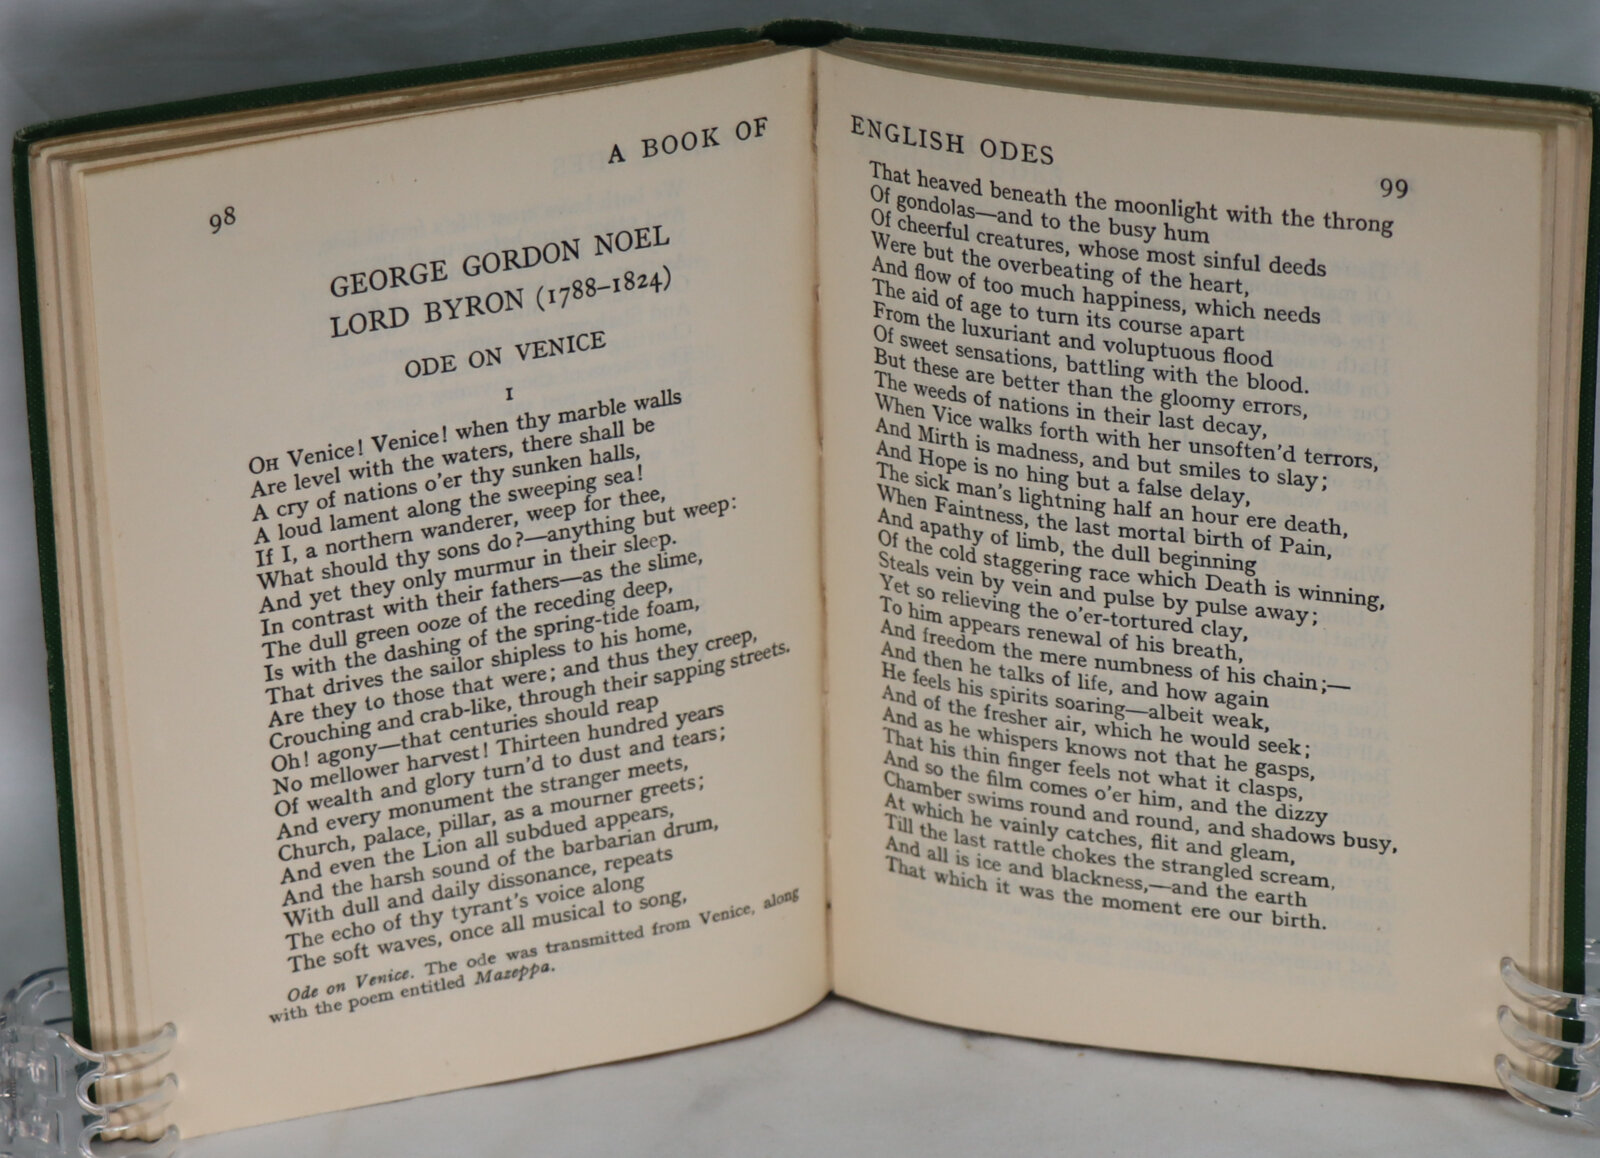 98
A BOOK OF
GEORGE GORDON NOEL
LORD BYRON (1788–1824)
ODE ON VENICE
I
OH Venice! Venice! when thy marble walls
Are level with the waters, there shall be
A cry of nations o'er thy sunken halls,
A loud lament along the sweeping sea!
If I, a northern wanderer, weep for thee,
What should thy sons do?—anything but weep:
And yet they only murmur in their sleep.
In contrast with their fathers—as the slime,
The dull green ooze of the receding deep,
Is with the dashing of the spring-tide foam,
That drives the sailor shipless to his home,
Are they to those that were; and thus they creep,
Crouching and crab-like, through their sapping streets.
Oh! agony—that centuries should reap
No mellower harvest! Thirteen hundred years
Of wealth and glory turn'd to dust and tears;
And every monument the stranger meets,
Church, palace, pillar, as a mourner greets;
And even the Lion all subdued appears,
And the harsh sound of the barbarian drum,
With dull and daily dissonance, repeats
The echo of thy tyrant's voice along
The soft waves, once all musical to song,
Ode on Venice. The ode was transmitted from Venice, along
with the poem entitled Mazeppa.
ENGLISH ODES
99
That heaved beneath the moonlight with the throng
Of gondolas—and to the busy hum
Of cheerful creatures, whose most sinful deeds
Were but the overbeating of the heart,
And flow of too much happiness, which needs
The aid of age to turn its course apart
From the luxuriant and voluptuous flood
Of sweet sensations, battling with the blood.
But these are better than the gloomy errors,
The weeds of nations in their last decay,
When Vice walks forth with her unsoften'd terrors,
And Mirth is madness, and but smiles to slay;
And Hope is no hing but a false delay,
The sick man's lightning half an hour ere death,
When Faintness, the last mortal birth of Pain,
And apathy of limb, the dull beginning
Of the cold staggering race which Death is winning,
Steals vein by vein and pulse by pulse away;
Yet so relieving the o'er-tortured clay,
To him appears renewal of his breath,
And freedom the mere numbness of his chain;—
And then he talks of life, and how again
He feels his spirits soaring—albeit weak,
And of the fresher air, which he would seek;
And as he whispers knows not that he gasps,
That his thin finger feels not what it clasps,
And so the film comes o'er him, and the dizzy
Chamber swims round and round, and shadows busy,
At which he vainly catches, flit and gleam,
Till the last rattle chokes the strangled scream,
And all is ice and blackness,—and the earth
That which it was the moment ere our birth.